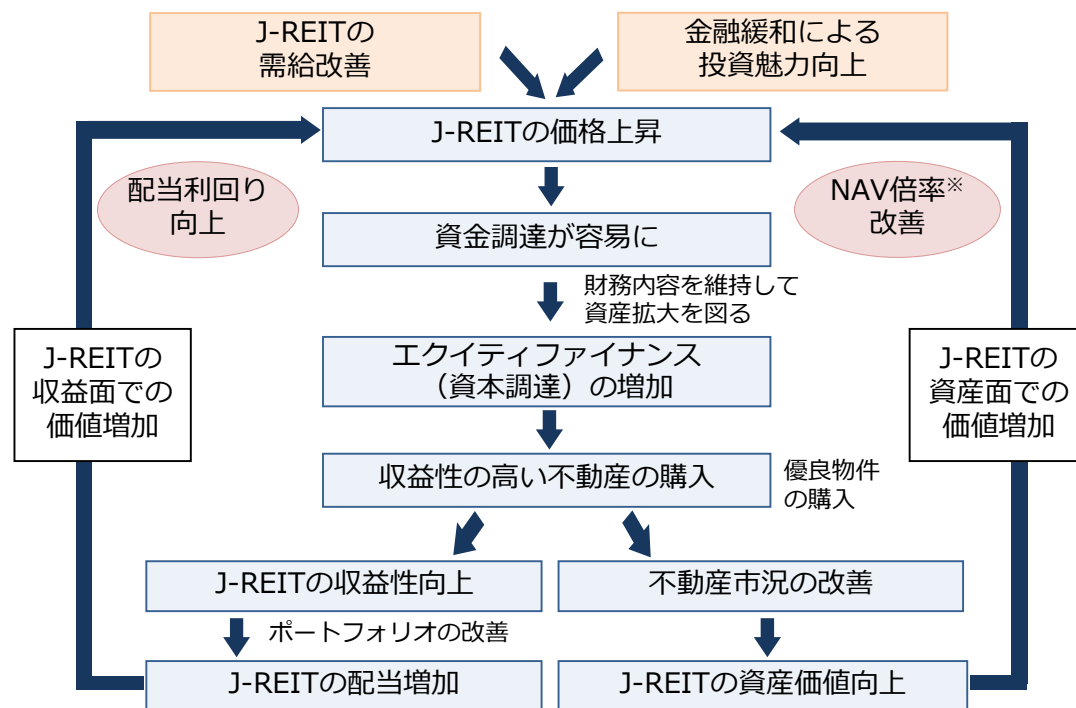 J-REITの
需給改善
金融緩和による
投資魅力向上
J-REITの価格上昇
配当利回り
向上
NAV倍率※
改善
資金調達が容易に
財務内容を維持して
資産拡大を図る
J-REITの
収益面での
価値増加
エクイティファイナンス
（資本調達）の増加
J-REITの
資産面での
価値増加
収益性の高い不動産の購入
優良物件
の購入
J-REITの収益性向上
不動産市況の改善
ポートフォリオの改善
J-REITの配当増加
J-REITの資産価値向上